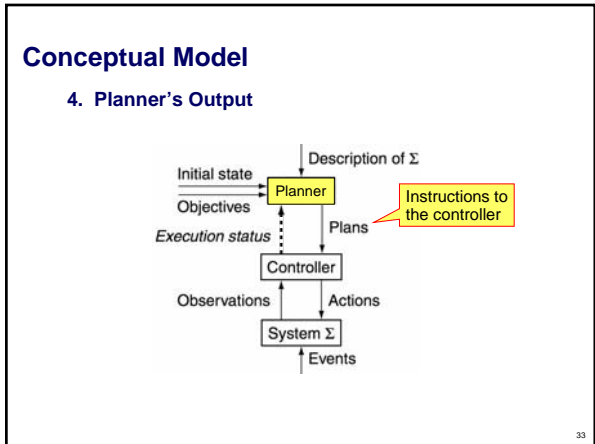 Conceptual Model
4. Planner's Output
Description of Σ
Initial state
Planner
Objectives
Instructions to
the controller
Plans
Execution status
Controller
Observations
Actions
System Σ
Events
33